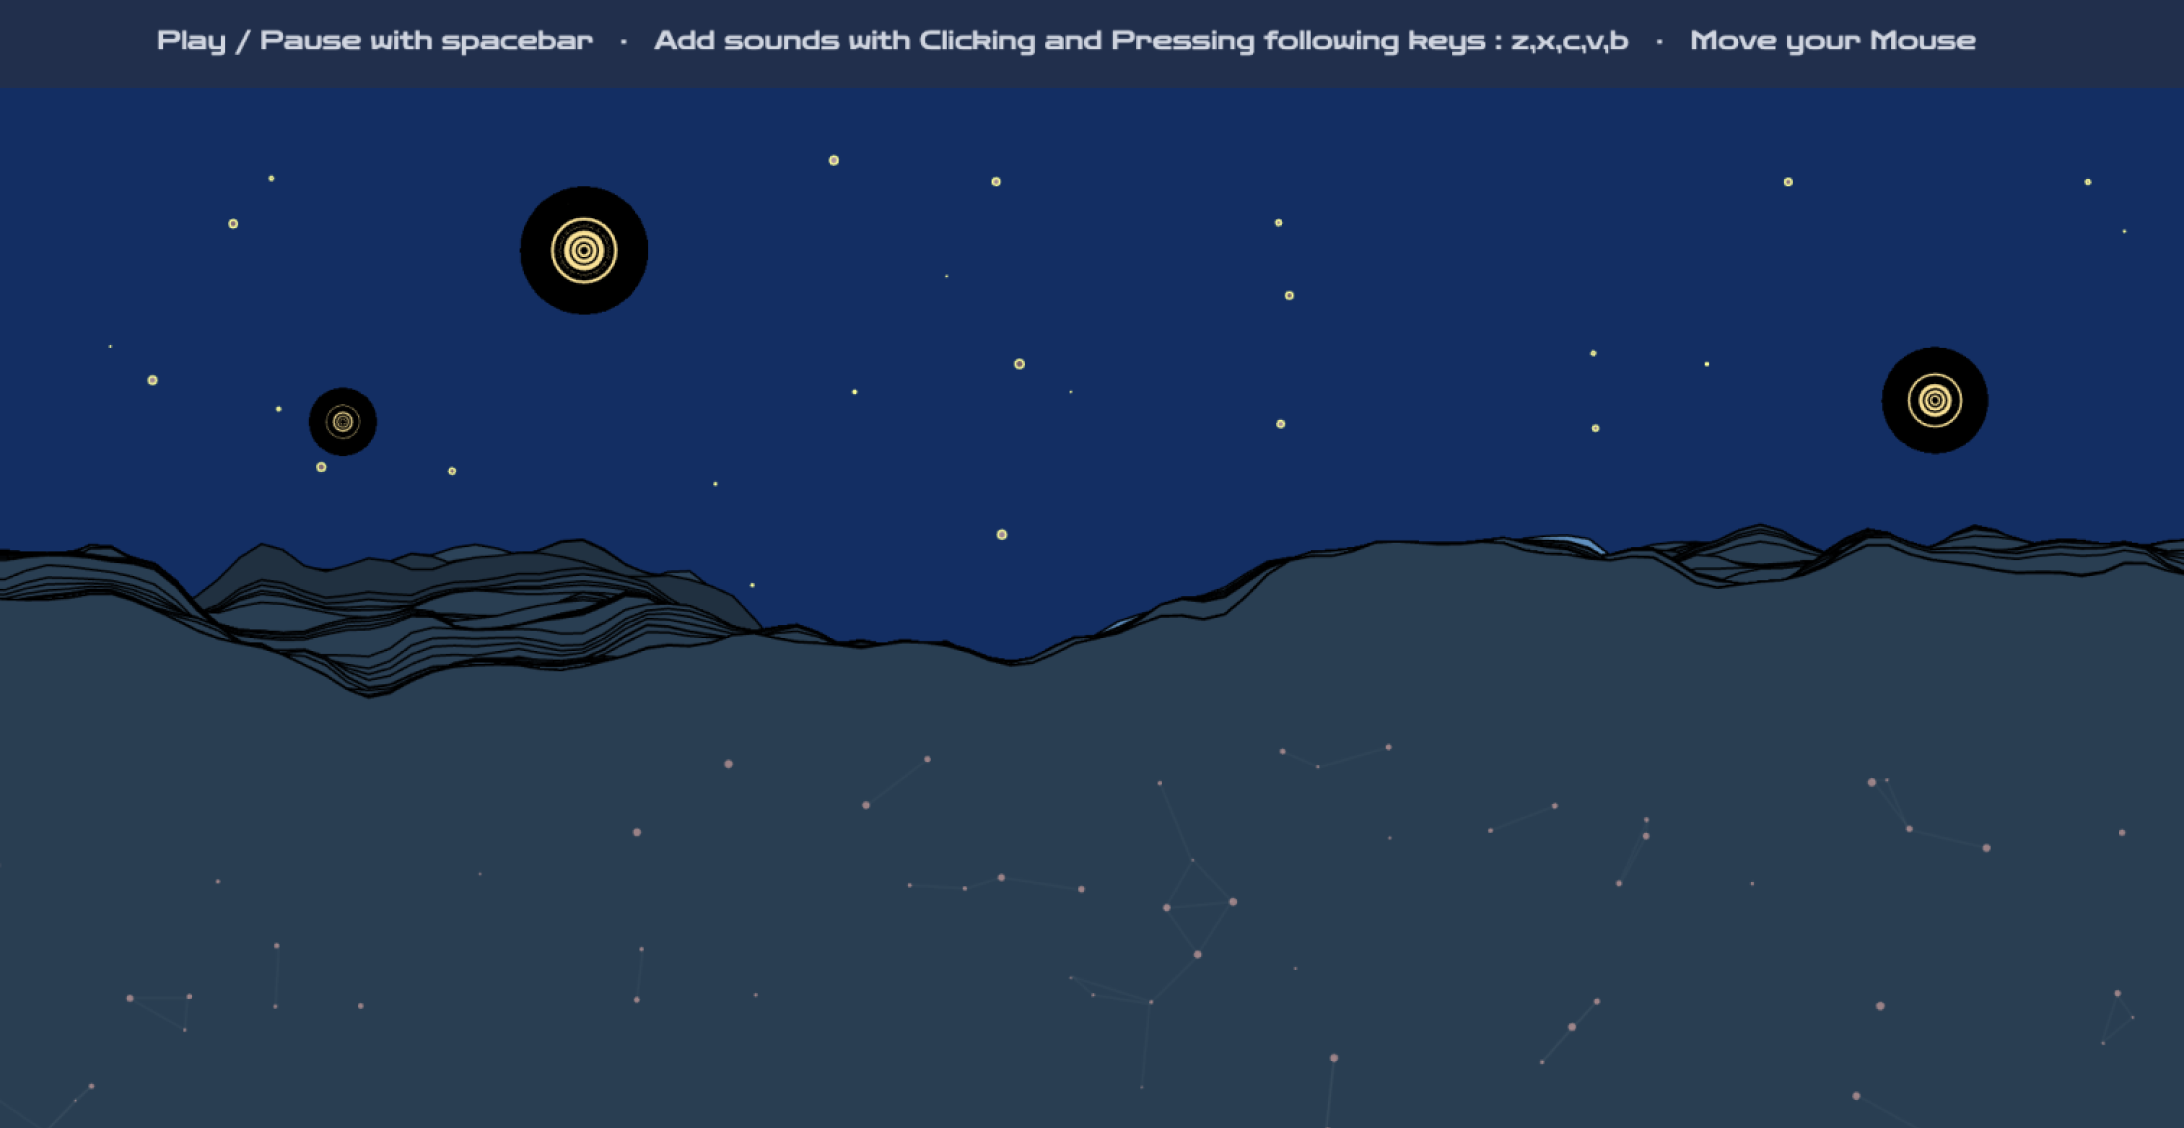 Play / Pause with spacebar · Add sounds with Clicking and Pressing following keys : z,x,c,v,b · Move your Mouse